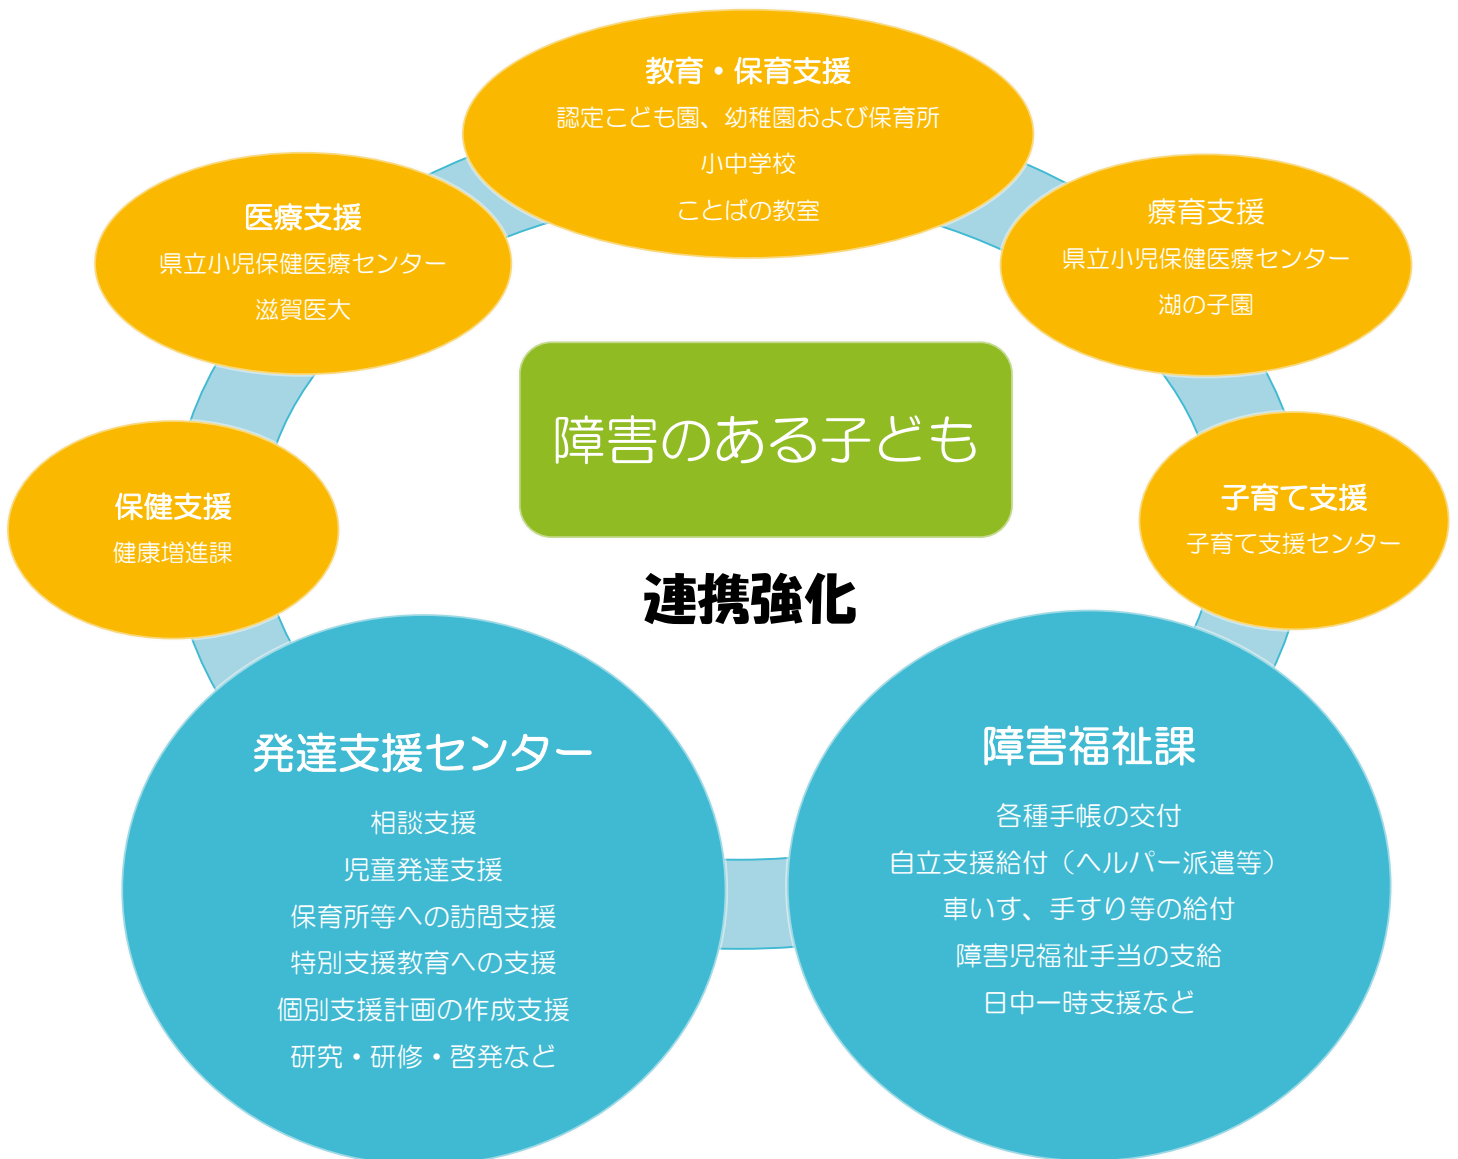 教育・保育支援
認定こども園、幼稚園および保育所
小中学校
ことばの教室
医療支援
県立小児保健医療センター
滋賀医大
療育支援
県立小児保健医療センター
湖の子園
障害のある子ども
連携強化
保健支援
健康増進課
子育て支援
子育て支援センター
発達支援センター
相談支援
児童発達支援
保育所等への訪問支援
特別支援教育への支援
個別支援計画の作成支援
研究・研修・啓発など
障害福祉課
各種手帳の交付
自立支援給付（ヘルパー派遣等）
車いす、手すり等の給付
障害児福祉手当の支給
日中一時支援など